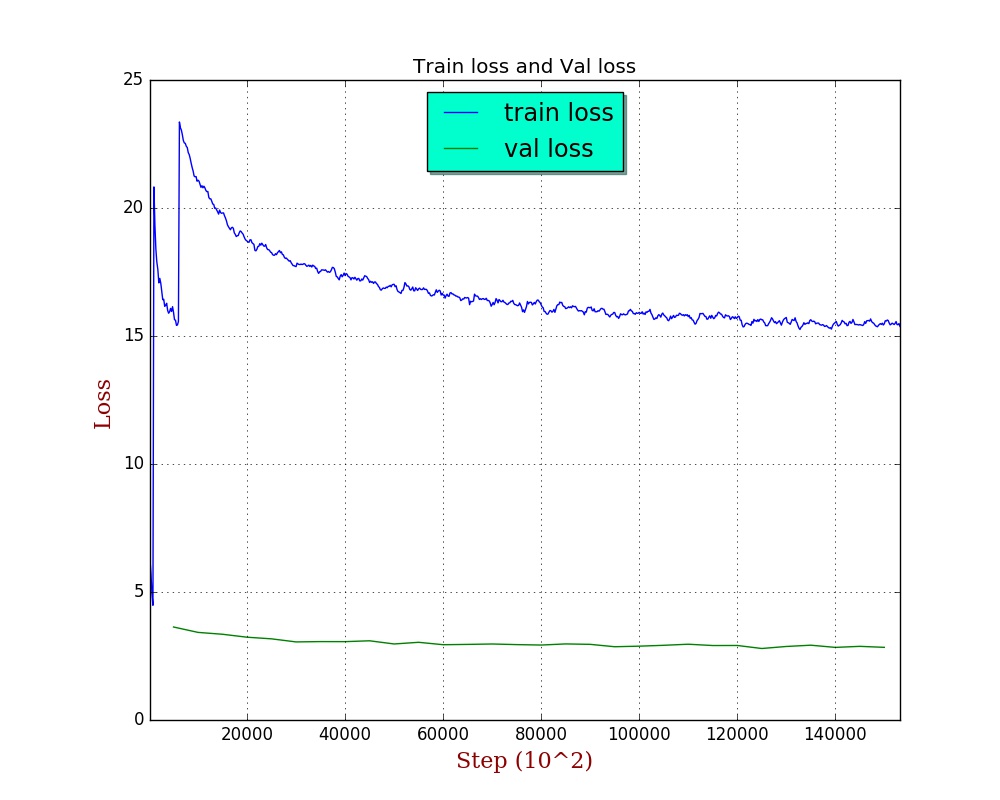 Train loss and Val loss
train loss
val loss
25
20
15
10
5
0
Loss
20000 40000 60000 80000 100000 120000 140000
Step (10^2)